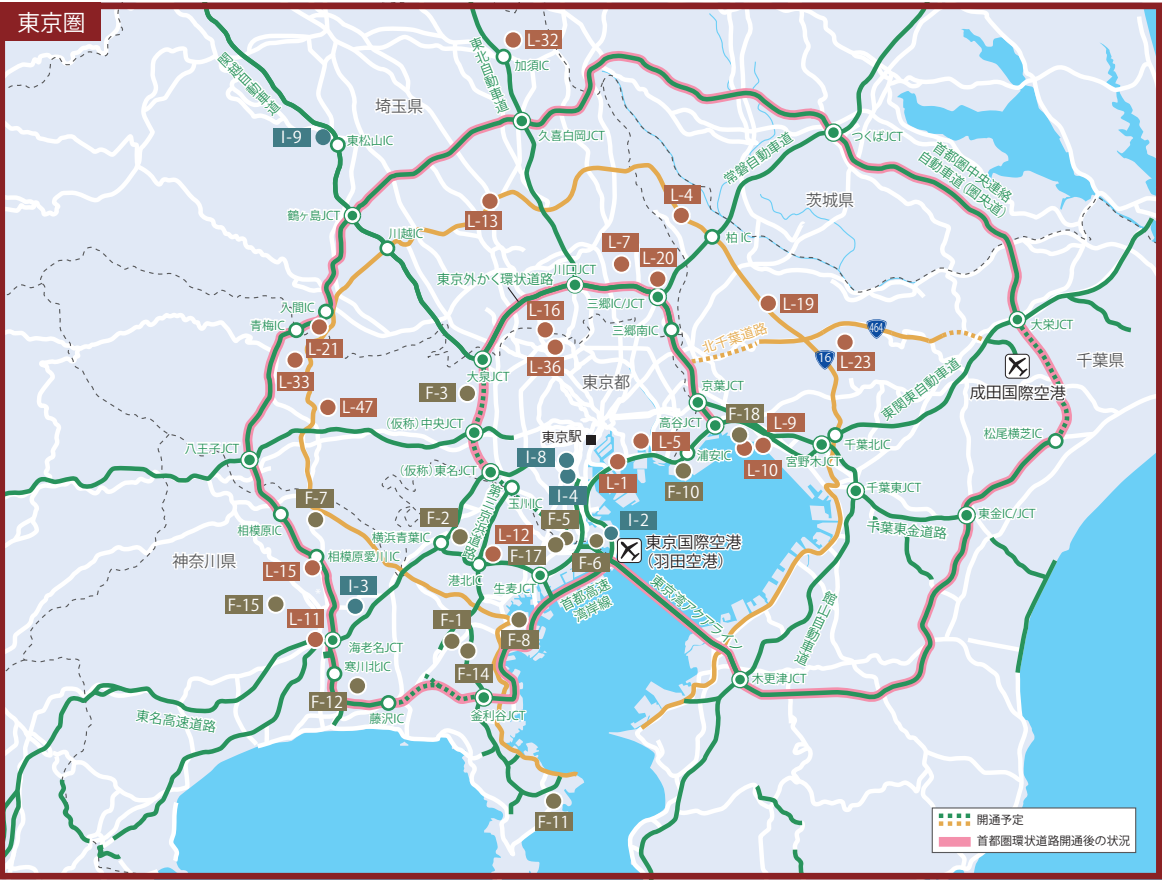 東京圏
L-32
加須IC
東北自動車道
関越自動車道
埼玉県
I-9
東松山IC
久喜白岡JCT
つくばJCT
常磐自動車道
首都圏中央連絡
自動車道（圏央道）
茨城県
L-13
L-4
鶴ヶ島JCT
川越IC
L-7
L-20
柏IC
川口JCT
東京外かく環状道路
三郷IC/JCT
入間IC
青梅IC
L-16
三郷南IC
L-19
464
大栄JCT
北千葉道路
16
L-23
千葉県
L-21
L-33
L-36
大泉JCT
東京都
成田国際空港
東関東自動車道
京葉JCT
F-3
L-47
F-18
L-9
高谷JCT
(仮称)中央JCT
松尾横芝IC
東京駅
L-5
八王子JCT
千葉北IC
I-8
浦安IC
L-10
宮野木JCT
(仮称)東名JCT
L-1
F-10
I-4
千葉東JCT
第三京浜道路
玉川IC
F-7
F-2
F-5
I-2
東金IC/JCT
千葉東金道路
相模原IC
横浜青葉IC
L-12
F-17
東京国際空港
（羽田空港）
神奈川県
相模原愛川IC
F-6
L-15
港北IC
生麦JCT
I-3
首都高速
湾岸線
東京湾アクアライン
館山自動車道
F-15
L-11
F-1
F-8
海老名JCT
寒川北IC
F-14
木更津JCT
F-12
藤沢IC
釜利谷JCT
東名高速道路
F-11
開通予定
首都圏環状道路開通後の状況